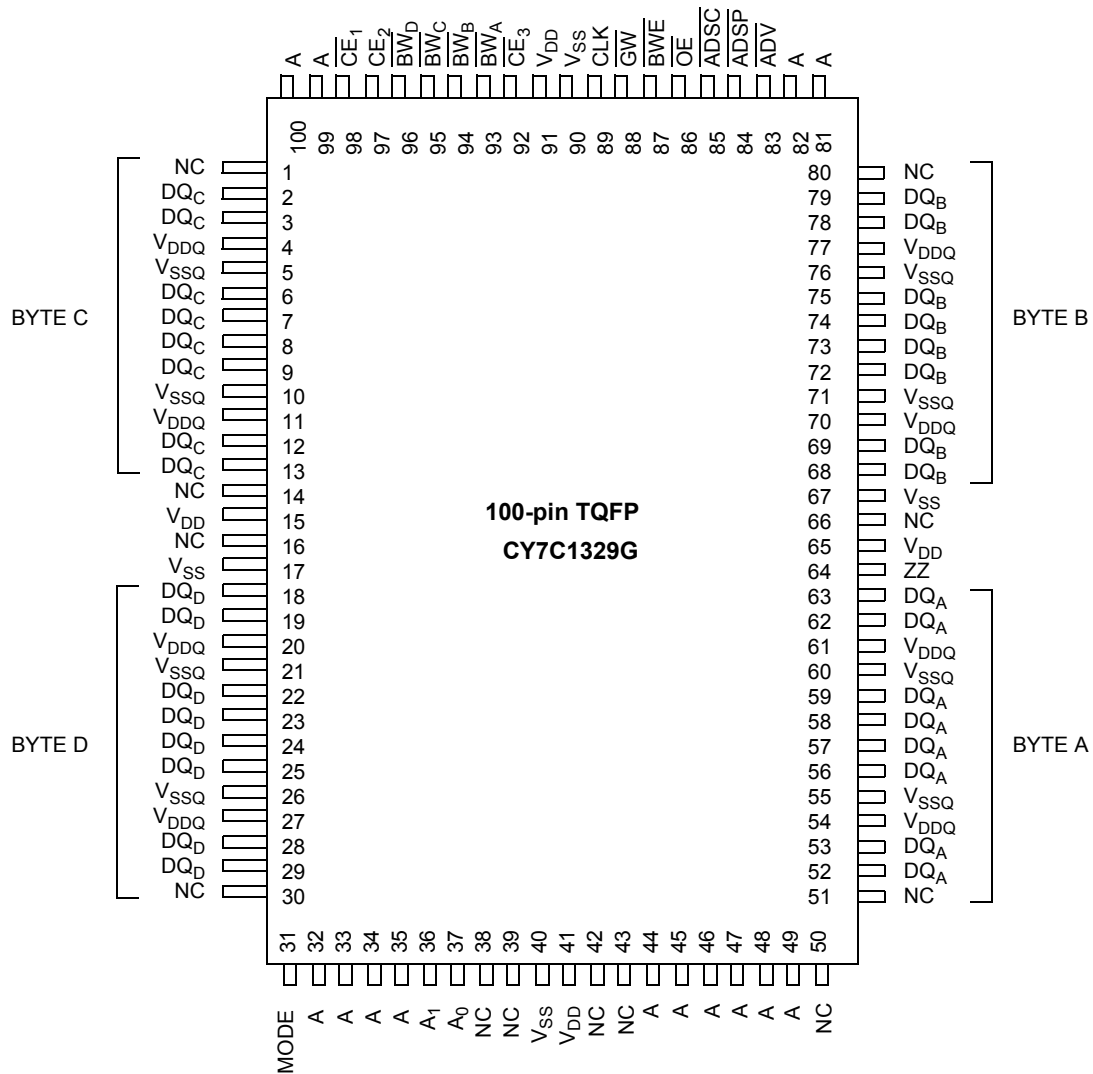 A A CE1 CE2 BWD BWC BWB BWA CE3 VDD VSS CLK GW BWE OE ADSC ADSP ADV A A
100 99 98 97 96 95 94 93 92 91 90 89 88 87 86 85 84 83 82 81
BYTE C
NC 1
DQC 2
DQC 3
VDDQ 4
VSSQ 5
DQC 6
DQC 7
DQC 8
DQC 9
VSSQ 10
VDDQ 11
DQC 12
DQC 13
NC 14
VDD 15
NC 16
VSS 17
BYTE D
DQD 18
DQD 19
VDDQ 20
VSSQ 21
DQD 22
DQD 23
DQD 24
DQD 25
VSSQ 26
VDDQ 27
DQD 28
DQD 29
NC 30
100-pin TQFP
CY7C1329G
80 NC
79 DQB
78 DQB
77 VDDQ
76 VSSQ
75 DQB
74 DQB
73 DQB
72 DQB
71 VSSQ
70 VDDQ
69 DQB
68 DQB
BYTE B
67 VSS
66 NC
65 VDD
64 ZZ
63 DQA
62 DQA
61 VDDQ
60 VSSQ
59 DQA
58 DQA
57 DQA
56 DQA
55 VSSQ
54 VDDQ
53 DQA
52 DQA
51 NC
BYTE A
31 32 33 34 35 36 37 38 39 40 41 42 43 44 45 46 47 48 49 50
MODE A A A A A1 A0 NC NC VSS VDD NC NC A A A A A A NC